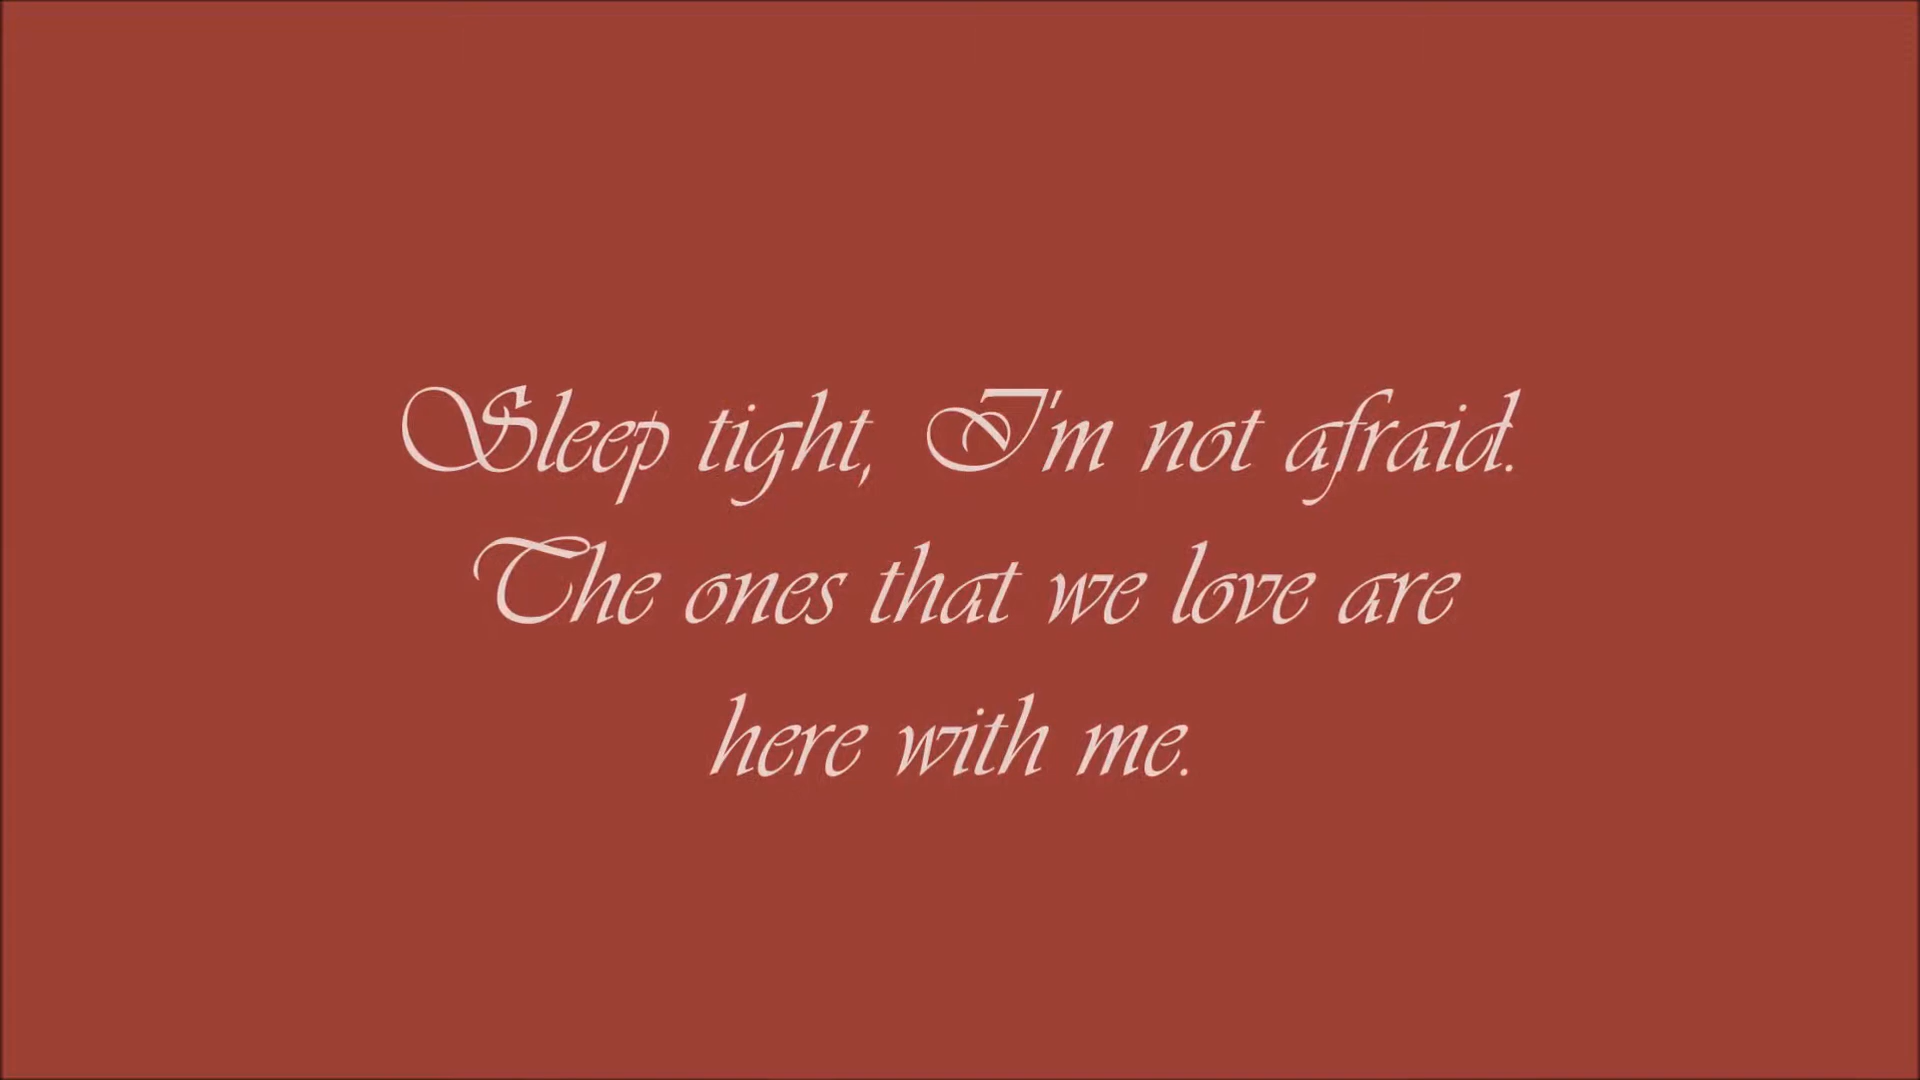 Sleep tight, I'm not afraid.
The ones that we love are
here with me.